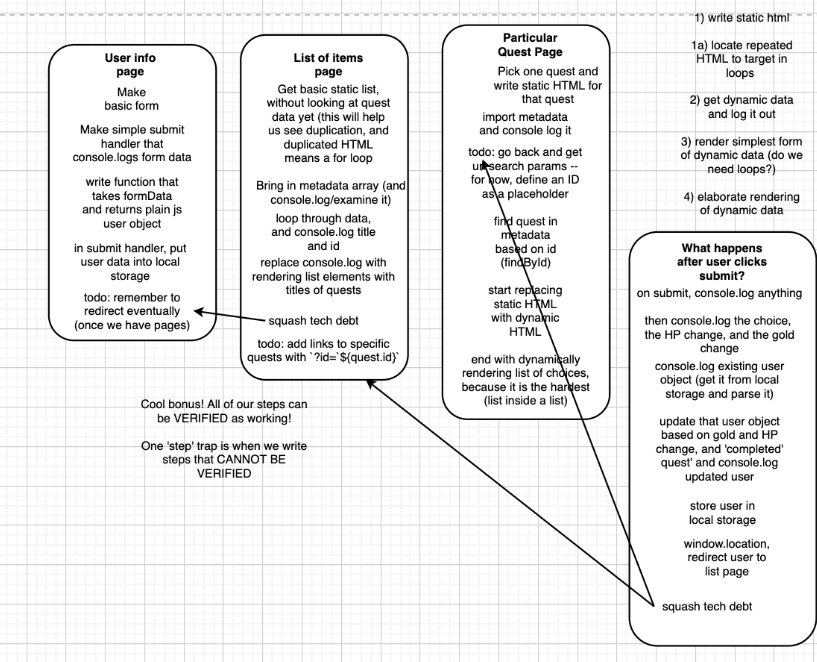 User info
page
Make
basic form
Make simple submit
handler that
console.logs form data
write function that
takes formData
and returns plain js
user object
in submit handler, put
user data into local
storage
todo: remember to
redirect eventually
(once we have pages)
List of items
page
Get basic static list,
without looking at quest
data yet (this will help
us see duplication, and
duplicated HTML
means a for loop
Bring in metadata array (and
console.log/examine it)
loop through data,
and console.log title
and id
replace console.log with
rendering list elements with
titles of quests
squash tech debt
todo: add links to specific
quests with `?id=`${quest.id}`
Particular
Quest Page
Pick one quest and
write static HTML for
that quest
import metadata
and console log it
todo: go back and get
url search params --
for now, define an ID
as a placeholder
find quest in
metadata
based on id
(findById)
start replacing
static HTML
with dynamic
HTML
end with dynamically
rendering list of choices,
because it is the hardest
(list inside a list)
1) write static html
1a) locate repeated
HTML to target in
loops
2) get dynamic data
and log it out
3) render simplest form
of dynamic data (do we
need loops?)
4) elaborate rendering
of dynamic data
What happens
after user clicks
submit?
on submit, console.log anything
then console.log the choice,
the HP change, and the gold
change
console.log existing user
object (get it from local
storage and parse it)
update that user object
based on gold and HP
change, and 'completed'
quest' and console.log
updated user
store user in
local storage
window.location,
redirect user to
list page
squash tech debt
Cool bonus! All of our steps can
be VERIFIED as working!
One 'step' trap is when we write
steps that CANNOT BE
VERIFIED